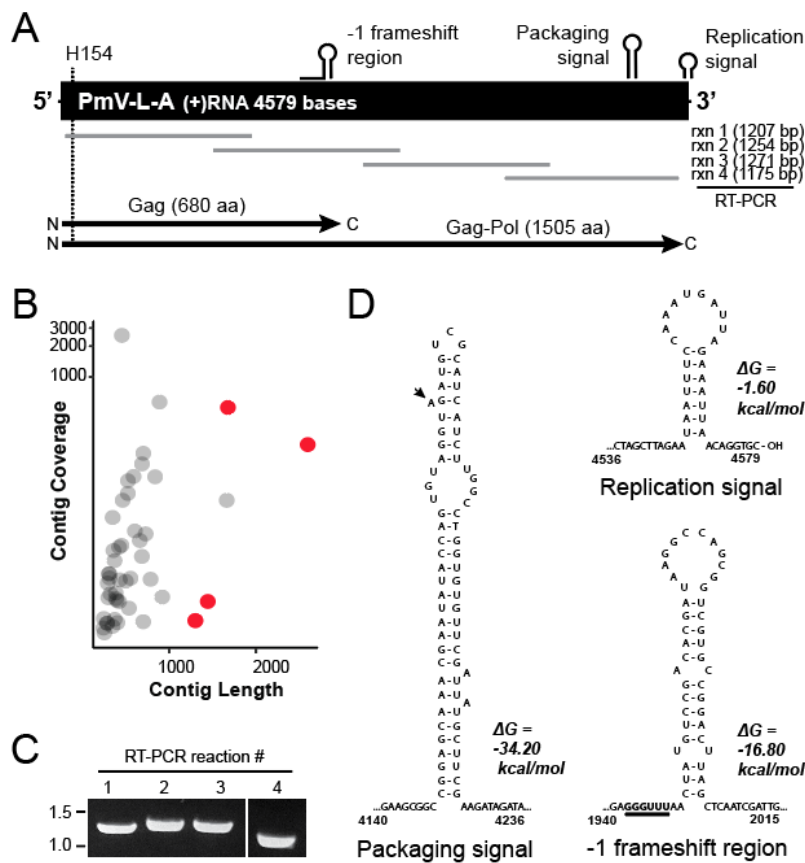 A
H154
-1 frameshift
region
Packaging
signal
Replication
signal
5'
PmV-L-A (+)RNA 4579 bases
3'
rxn 1 (1207 bp)
rxn 2 (1254 bp)
rxn 3 (1271 bp)
rxn 4 (1175 bp)
RT-PCR
N
Gag (680 aa)
C
N
Gag-Pol (1505 aa)
C
B
3000
2000
1000
Contig Coverage
1000
2000
Contig Length
C
RT-PCR reaction #
1
2
3
4
1.5
1.0
D
ΔG =
-34.20
kcal/mol
...GAAGCGGC
AAGATAGATA...
4140
4236
Packaging signal
ΔG =
-1.60
kcal/mol
...CTAGCTTAGAA
ACAGGTGC - OH
4536
4579
Replication signal
ΔG =
-16.80
kcal/mol
...GAGGGUUUAA
CTCAATCGATTG...
1940
2015
-1 frameshift region